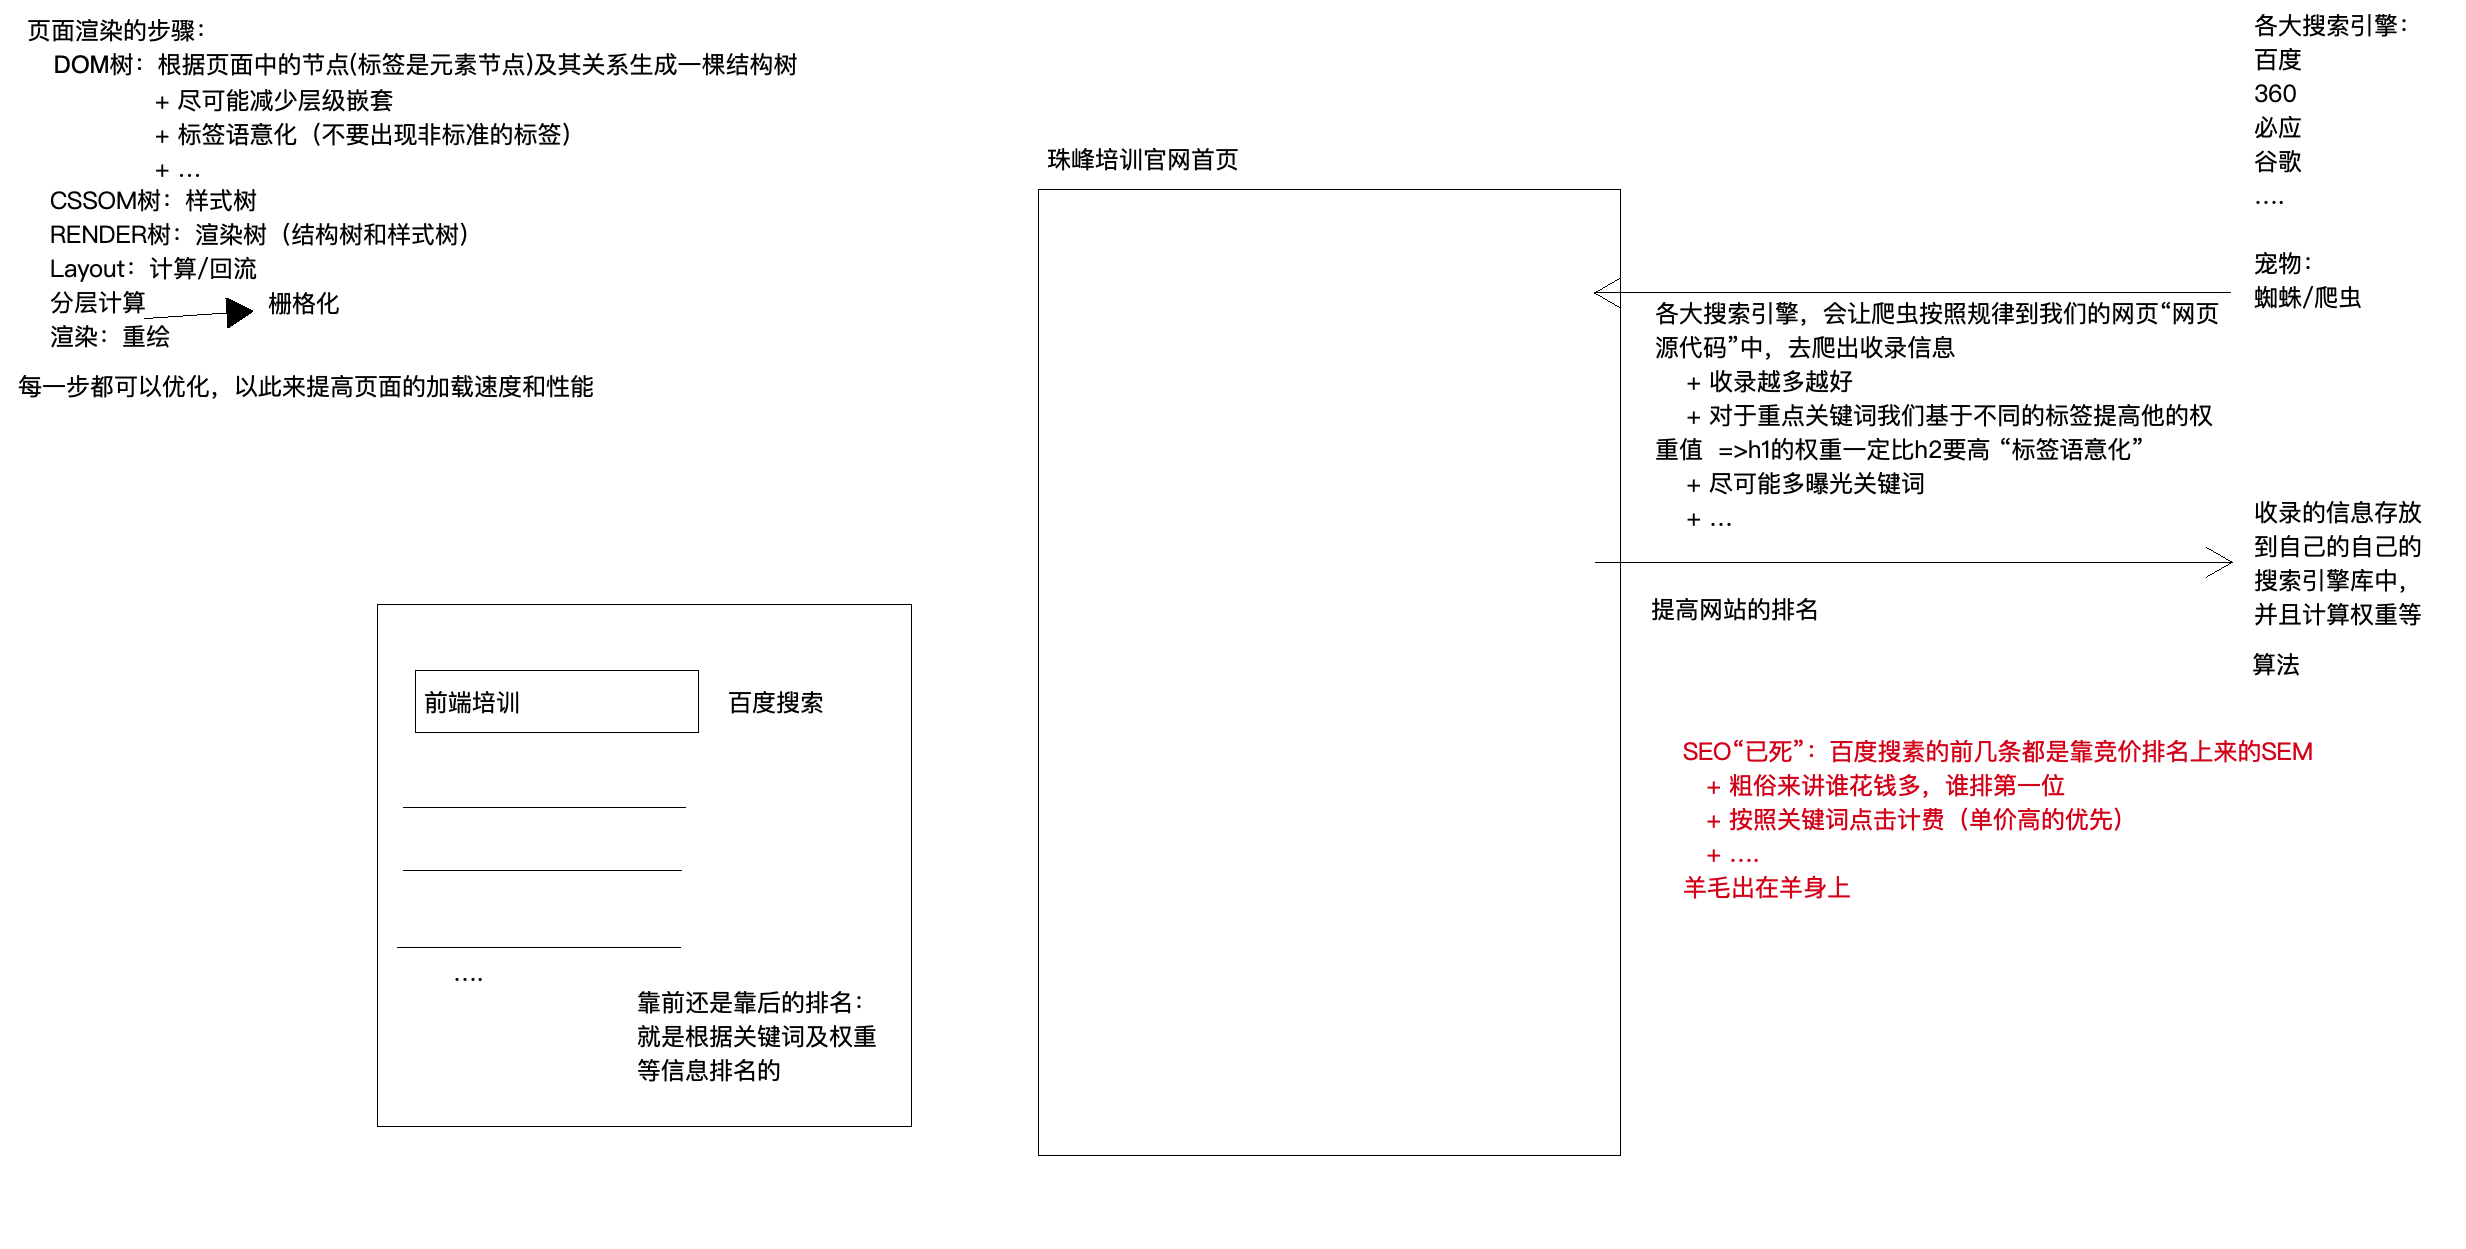 页面渲染的步骤：
DOM树：根据页面中的节点(标签是元素节点)及其关系生成一棵结构树
+ 尽可能减少层级嵌套
+ 标签语意化（不要出现非标准的标签）
+ ...
CSSOM树：样式树
RENDER树：渲染树（结构树和样式树）
Layout：计算/回流
分层计算
栅格化
渲染：重绘
每一步都可以优化，以此来提高页面的加载速度和性能
前端培训
百度搜索
....
靠前还是靠后的排名：
就是根据关键词及权重
等信息排名的
珠峰培训官网首页
各大搜索引擎，会让爬虫按照规律到我们的网页“网页
源代码”中，去爬出收录信息
+ 收录越多越好
+ 对于重点关键词我们基于不同的标签提高他的权
重值 =>h1的权重一定比h2要高 “标签语意化”
+ 尽可能多曝光关键词
+ ...
提高网站的排名
SEO“已死”：百度搜素的前几条都是靠竞价排名上来的SEM
+ 粗俗来讲谁花钱多，谁排第一位
+ 按照关键词点击计费（单价高的优先）
+ ....
羊毛出在羊身上
各大搜索引擎：
百度
360
必应
谷歌
....
宠物：
蜘蛛/爬虫
收录的信息存放
到自己的自己的
搜索引擎库中，
并且计算权重等
算法